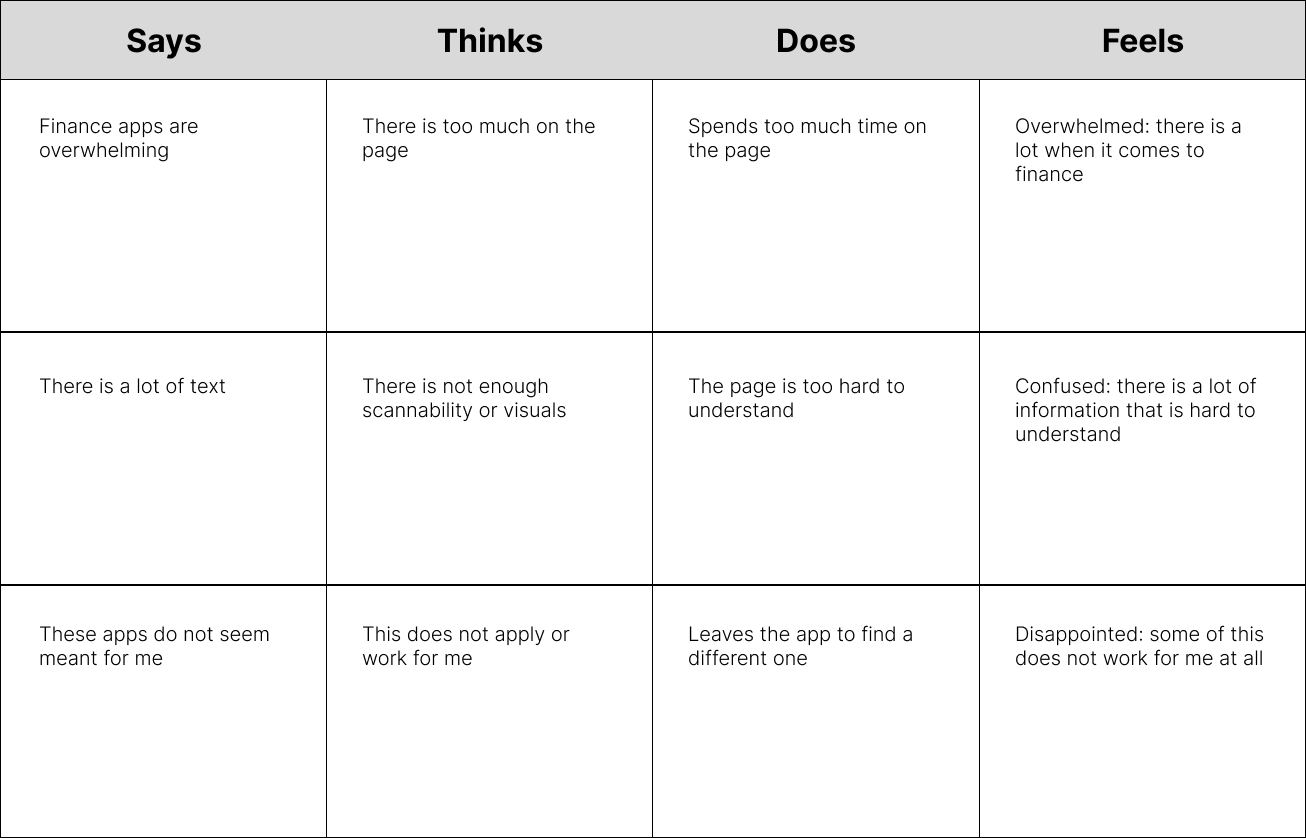 Says
Thinks
Does
Feels
Finance apps are
overwhelming
There is too much on the
page
Spends too much time on
the page
Overwhelmed: there is a
lot when it comes to
finance
There is a lot of text
There is not enough
scannability or visuals
The page is too hard to
understand
Confused: there is a lot of
information that is hard to
understand
These apps do not seem
meant for me
This does not apply or
work for me
Leaves the app to find a
different one
Disappointed: some of this
does not work for me at all